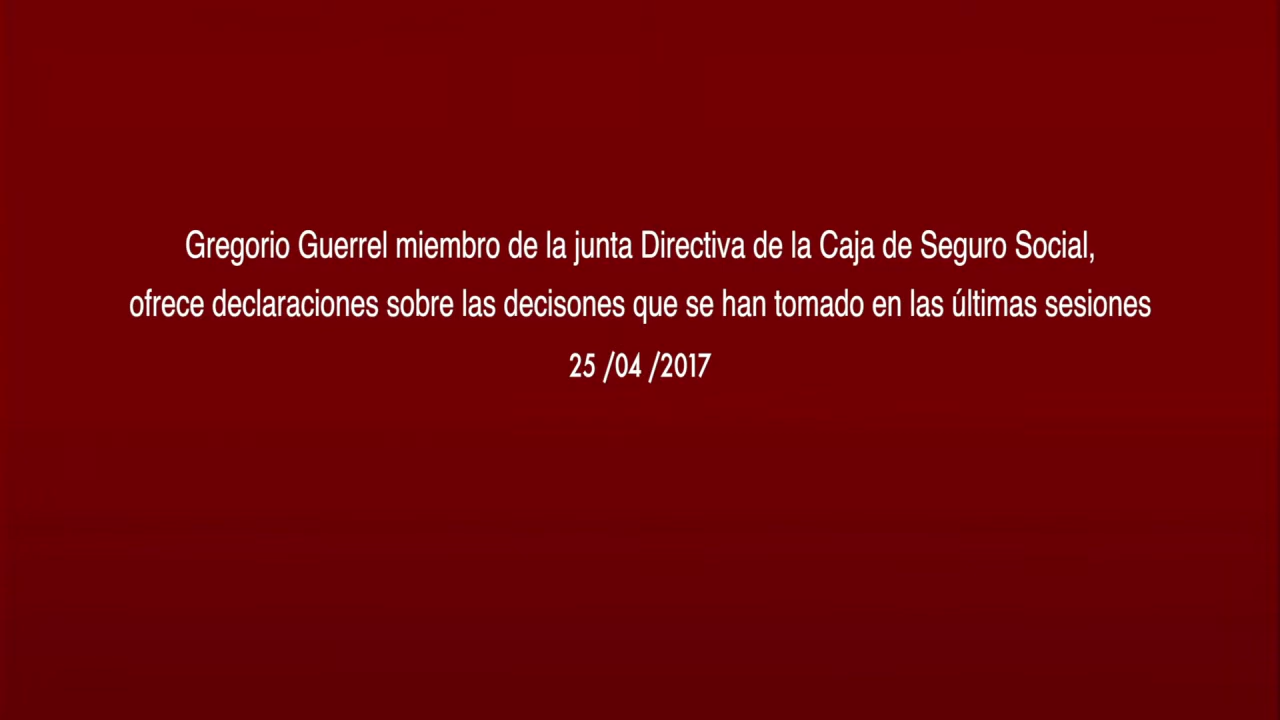 Gregorio Guerrel miembro de la junta Directiva de la Caja de Seguro Social,
ofrece declaraciones sobre las decisones que se han tomado en las últimas sesiones
25 /04 /2017